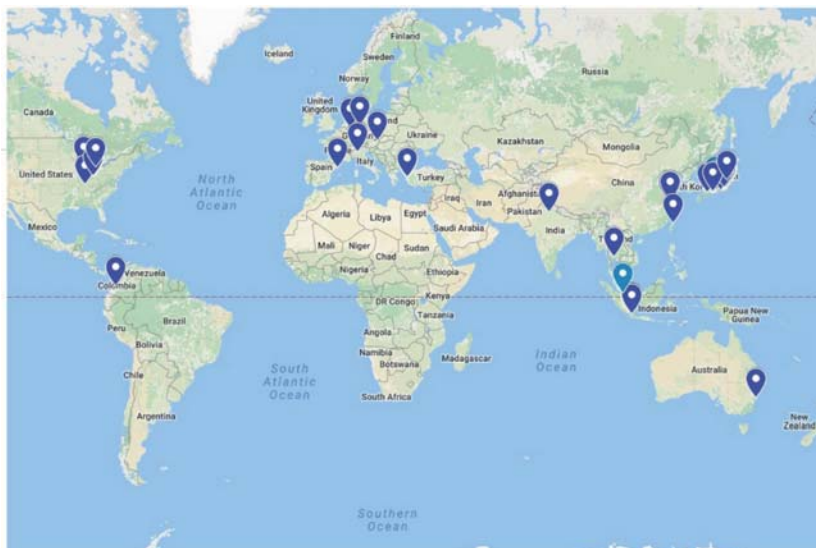 Iceland
Finland
Sweden
Norway
Russia
Canada
United
Kingdom
Ukraine
Kazakhstan
Mongolia
Spain
Italy
Turkey
United States
North
Atlantic
Ocean
China
Afghanistan
Iraq
Iran
Pakistan
Algeria
Libya
Egypt
Saudi Arabia
India
Mexico
Mali
Niger
Chad
Sudan
Nigeria
Ethiopia
Venezuela
Colombia
DR Congo
Kenya
Tanzania
Indonesia
Papua New
Guinea
Peru
Brazil
Bolivia
Angola
Namibia
Botswana
Madagascar
Indian
Ocean
Australia
Chile
South
Atlantic
Ocean
South Africa
Argentina
New
Zealand
Southern
Ocean